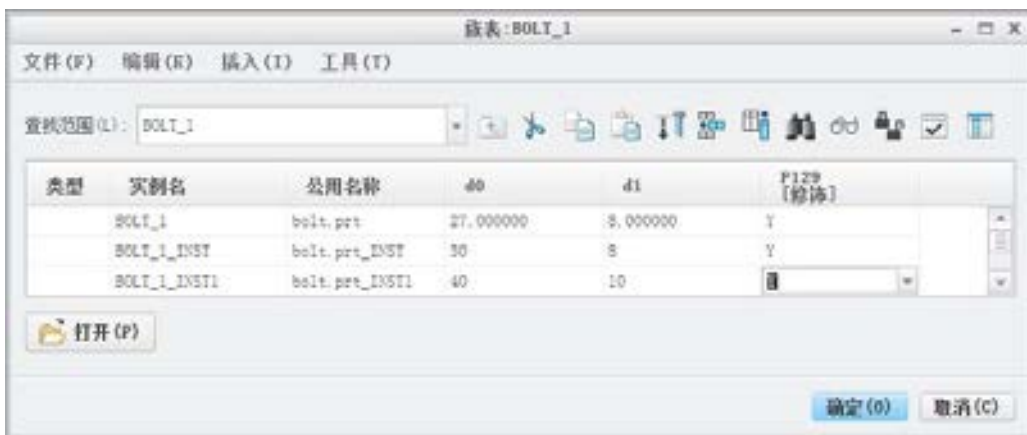 族表:BOLT_1
文件(F) 编辑(E) 插入(I) 工具(T)
查找范围(L): BOLT_1
类型 实例名 公用名称 d0 d1 F129
[修饰]
BOLT_1 bolt.prt 27.000000 8.000000 Y
BOLT_1_INST bolt.prt_INST 30 8 Y
BOLT_1_INST1 bolt.prt_INST1 40 10
打开(P)
确定(O) 取消(C)